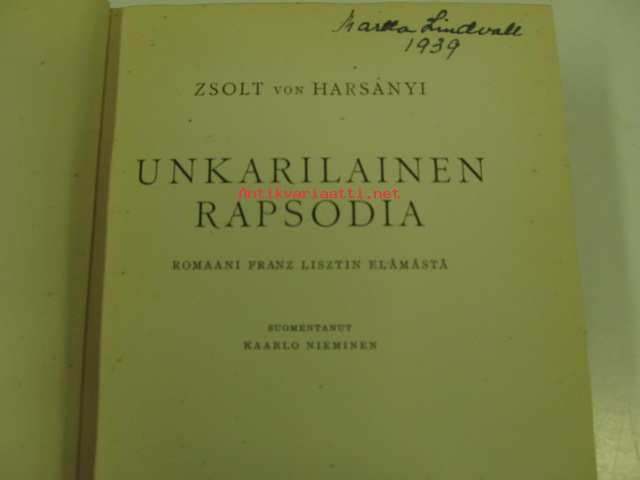 Martta Lindvall
1939
ZSOLT VON HARSÁNYI
UNKARILAINEN
Antikvariaatti.net
RAPSODIA
ROMAANI FRANZ LISZTIN ELÄMÄSTÄ
SUOMENTANUT
KAARLO NIEMINEN